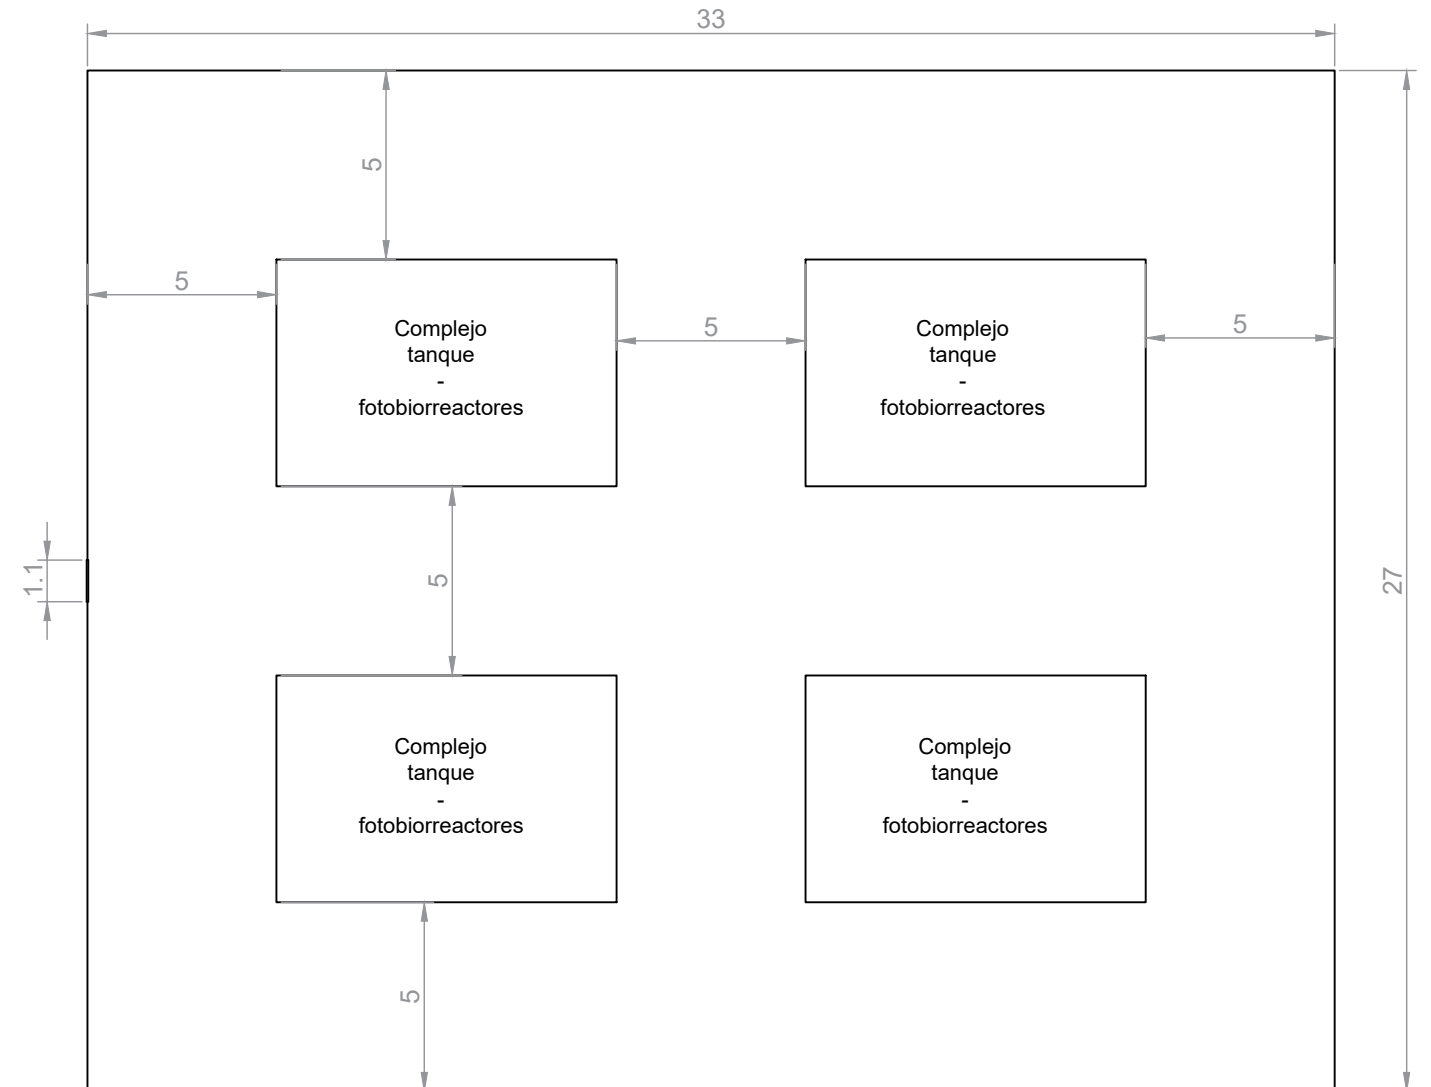 33
5
5
5
5
Complejo
tanque
-
fotobiorreactores
Complejo
tanque
-
fotobiorreactores
1.1
5
27
Complejo
tanque
-
fotobiorreactores
Complejo
tanque
-
fotobiorreactores
5